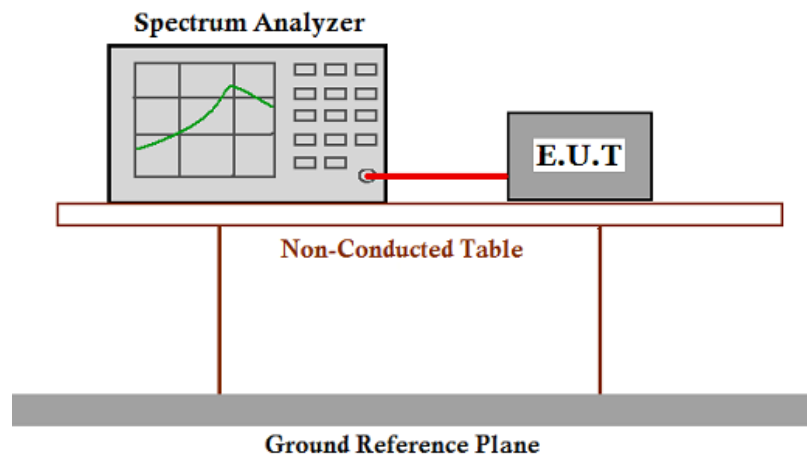 Spectrum Analyzer
E.U.T
Non-Conducted Table
Ground Reference Plane